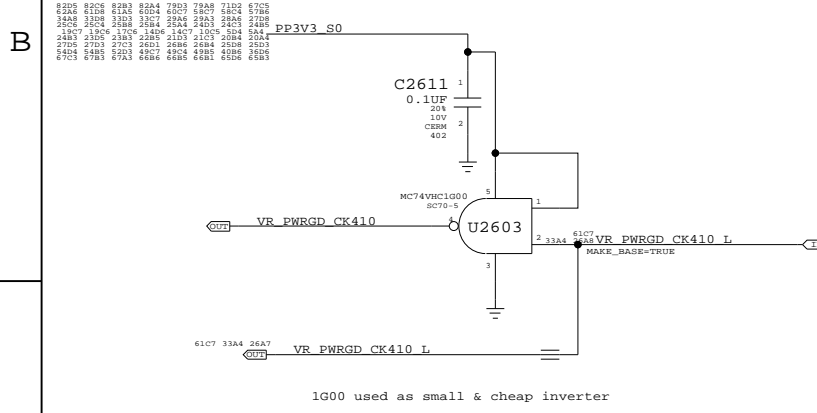 82D5 82C6 82B3 82A4 79D3 79A8 71D2 67C5
62A6 61D8 61A5 60D4 60C7 58C7 58C4 57B3
34A8 33D8 33D3 33C7 29A6 29A3 28A6 27D8
25C6 25C4 25B8 25B4 25A4 24D3 24C3 24B5
19C7 19C6 17C6 14D6 14C7 10C5 5D4 5A4
24B3 23D5 23B3 22B5 21D3 21C3 20B4 20A4
27D5 27D3 27C3 26D1 26B6 26B4 25D8 25D3
54D4 54B5 52D3 49C7 49C4 49B5 40B6 36D6
67C3 67B3 67A3 66B6 66B5 66B1 65D6 65B3
PP3V3_S0
B
C2611
0.1UF
20%
10V
CERM
402
1
2
MC74VHC1G00
SC70-5
5
1
4
U2603
2
3
OUT
VR_PWRGD_CK410
61C7
33A4 26A8
VR_PWRGD_CK410_L
MAKE_BASE=TRUE
61C7 33A4 26A7
OUT
VR_PWRGD_CK410_L
1G00 used as small & cheap inverter